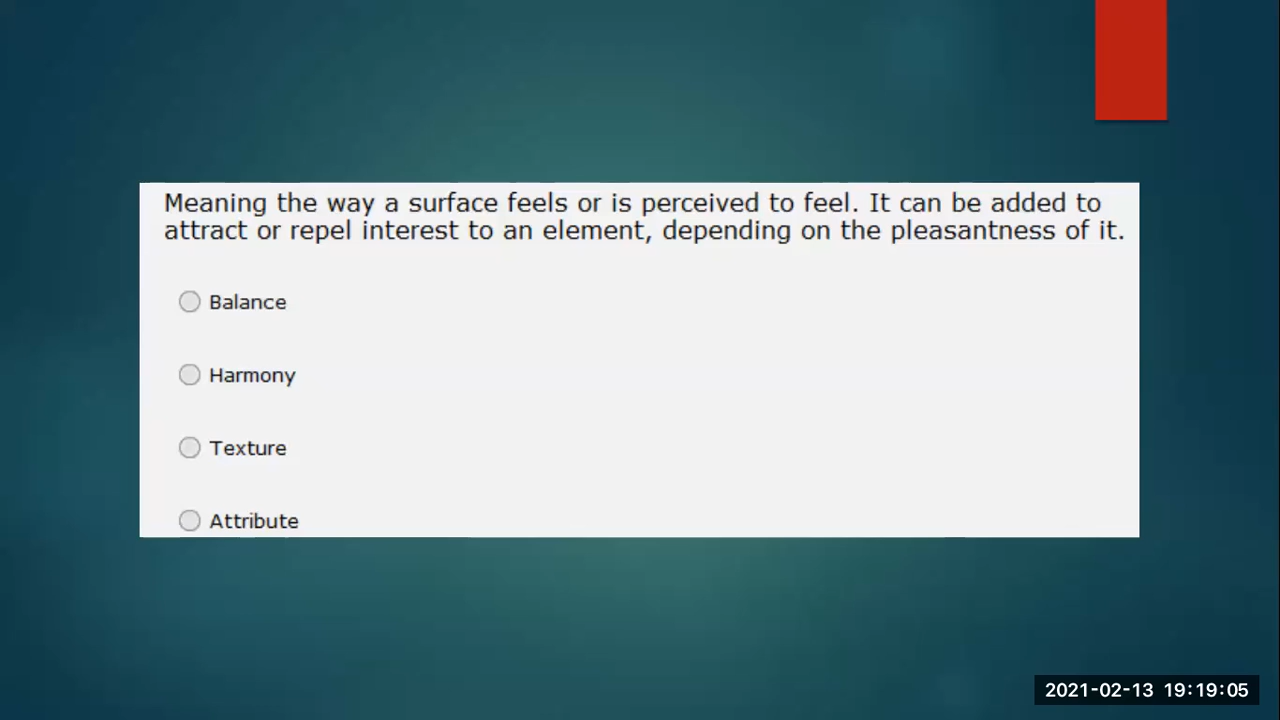 Meaning the way a surface feels or is perceived to feel. It can be added to
attract or repel interest to an element, depending on the pleasantness of it.
Balance
Harmony
Texture
Attribute
2021-02-13 19:19:05